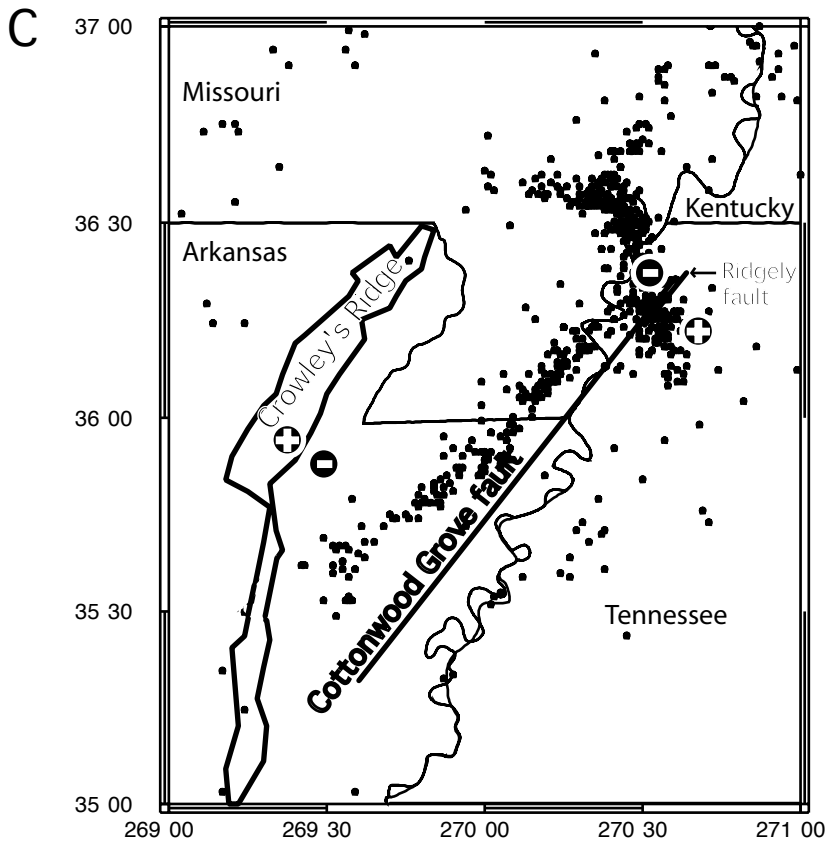 C
37 00
Missouri
Kentucky
36 30
Arkansas
Ridgely
fault
Crowley's Ridge
36 00
Cottonwood Grove fault
35 30
Tennessee
35 00
269 00
269 30
270 00
270 30
271 00